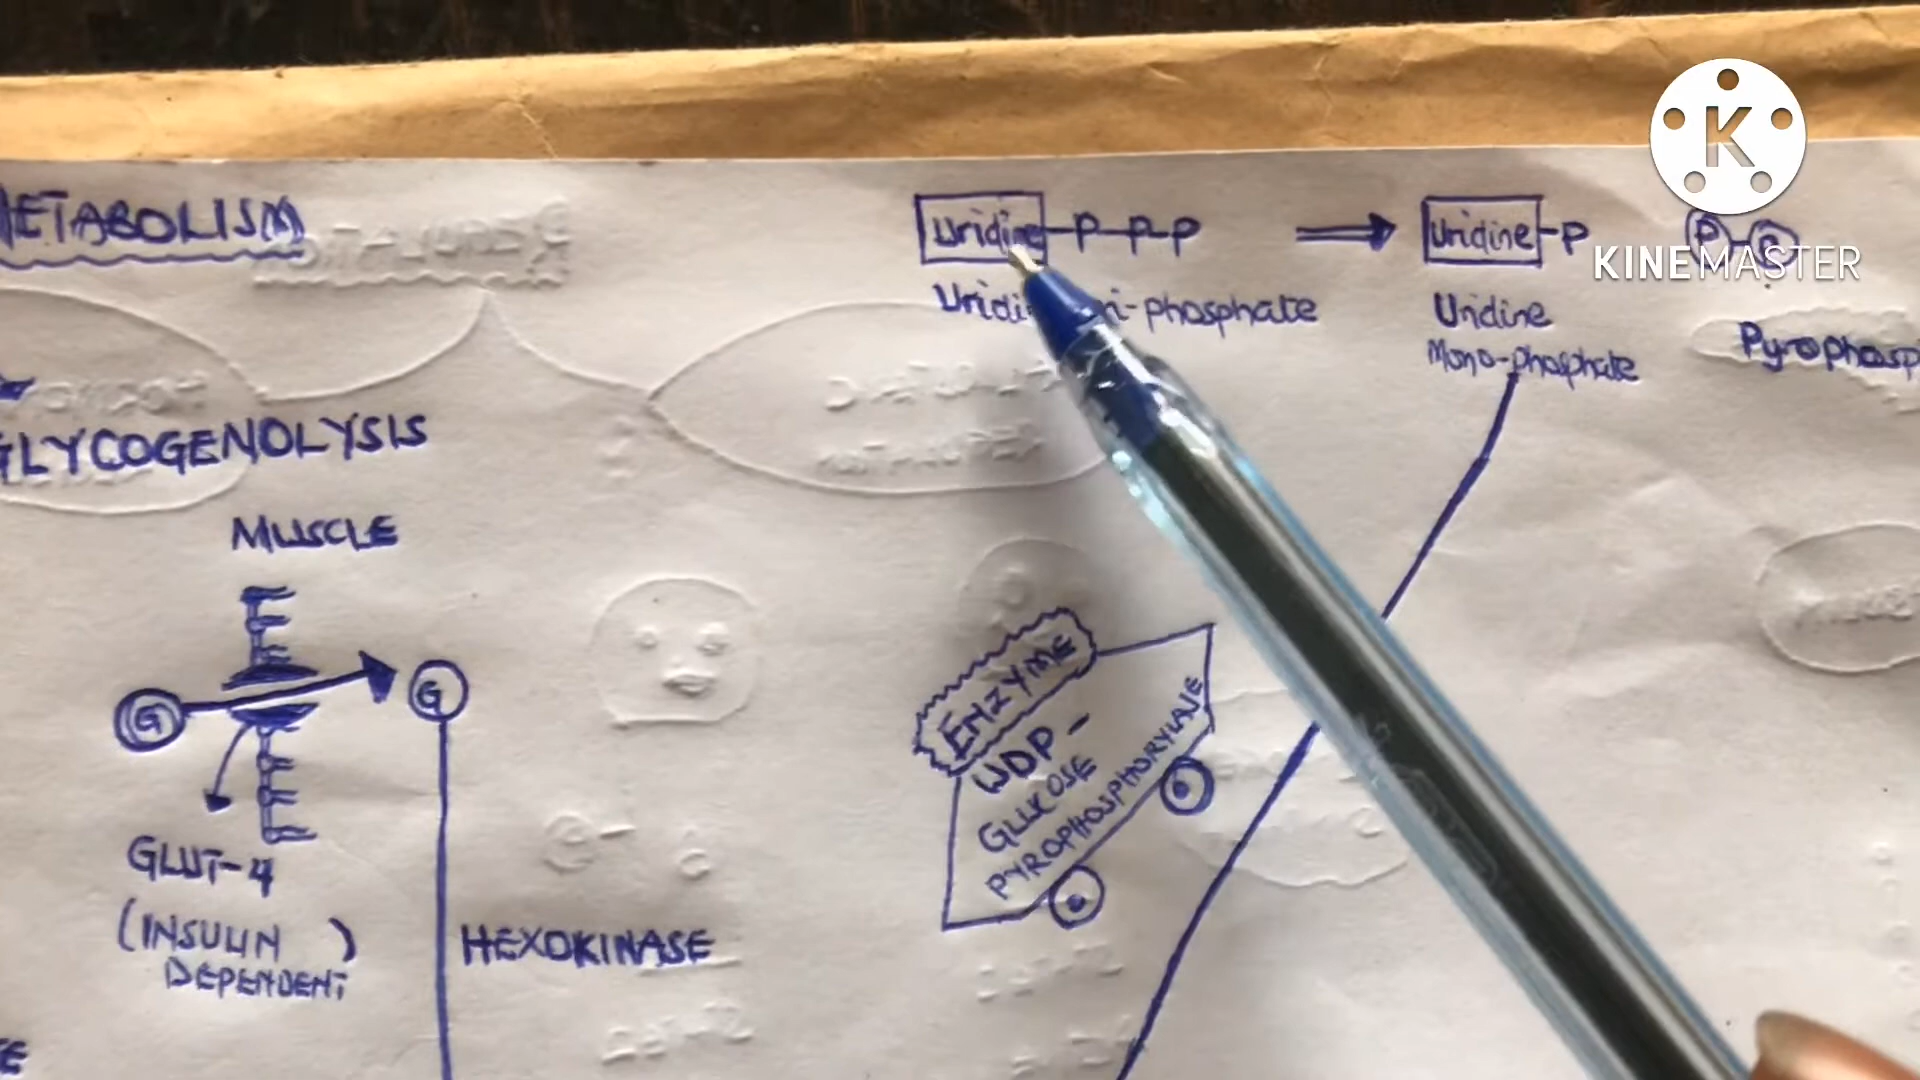 METABOLISM
Uridine-P-P-P
Uridine-P
P-P
K
KINEMASTER
Uridi
i-phosphate
Uridine
Mono-phosphate
Pyrophosp
GLYCOGENOLYSIS
MUSCLE
G
G
ENZYME
UDP-
GLUCOSE
PYROPHOSPHORYLASE
GLUT-4
(INSULIN
DEPENDENT)
HEXOKINASE